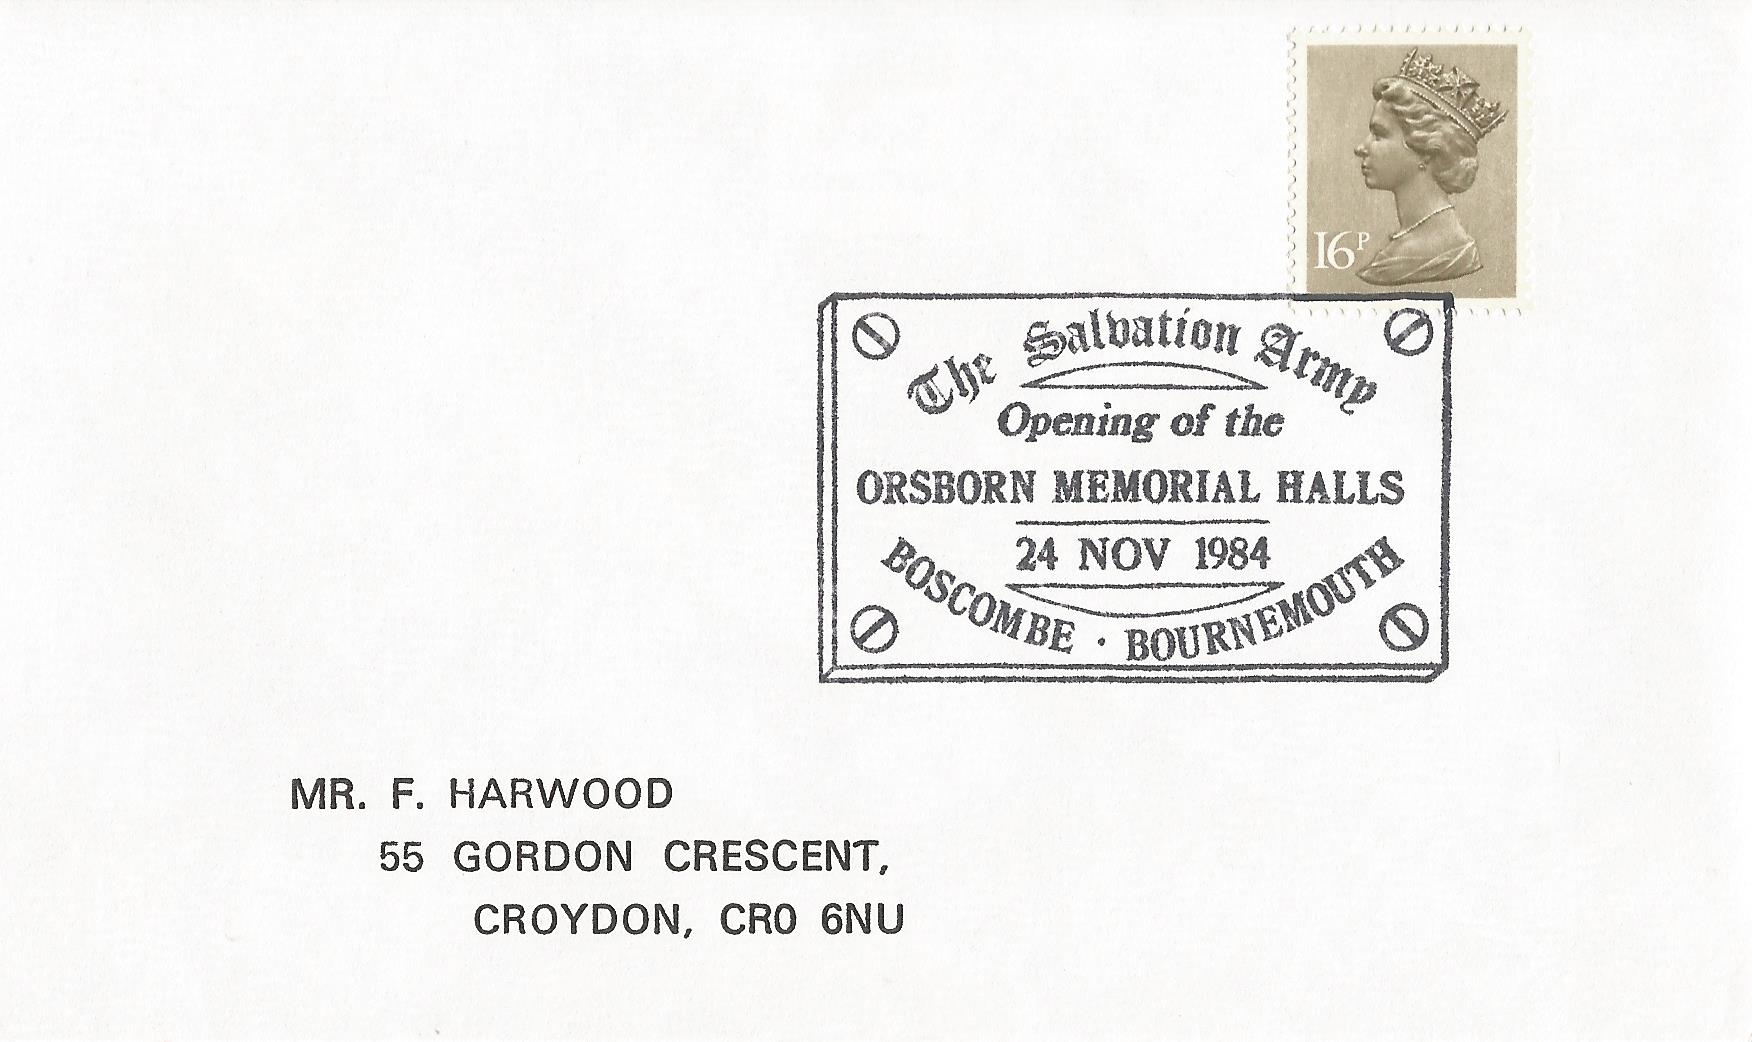 16P
The Salvation Army
Opening of the
ORSBORN MEMORIAL HALLS
24 NOV 1984
BOSCOMBE · BOURNEMOUTH
MR. F. HARWOOD
55 GORDON CRESCENT,
CROYDON, CR0 6NU